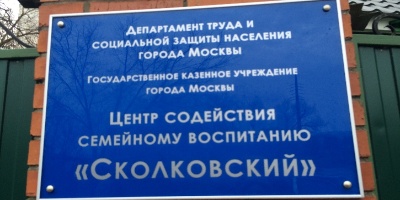 Департамент труда и
социальной защиты населения
города Москвы
Государственное казенное учреждение
города Москвы
Центр содействия
семейному воспитанию
«Сколковский»